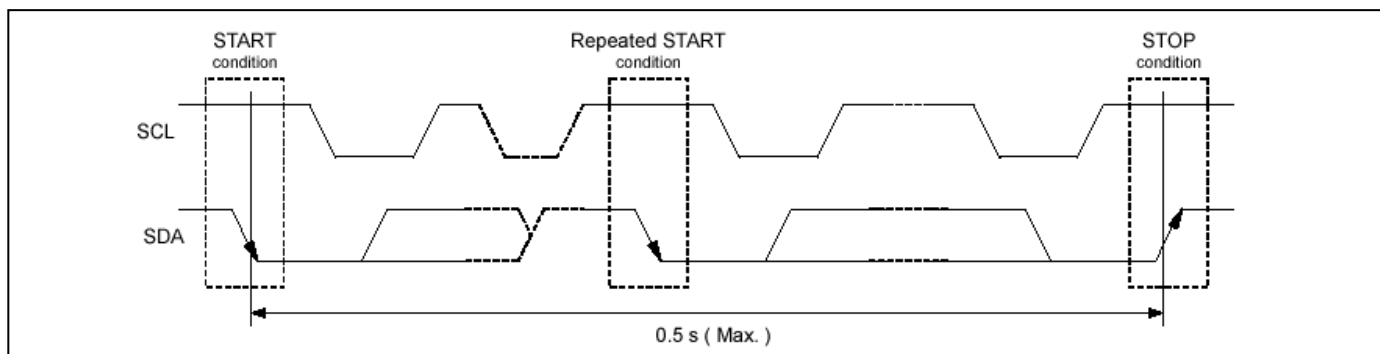 START
condition
Repeated START
condition
STOP
condition
SCL
SDA
0.5 s ( Max. )